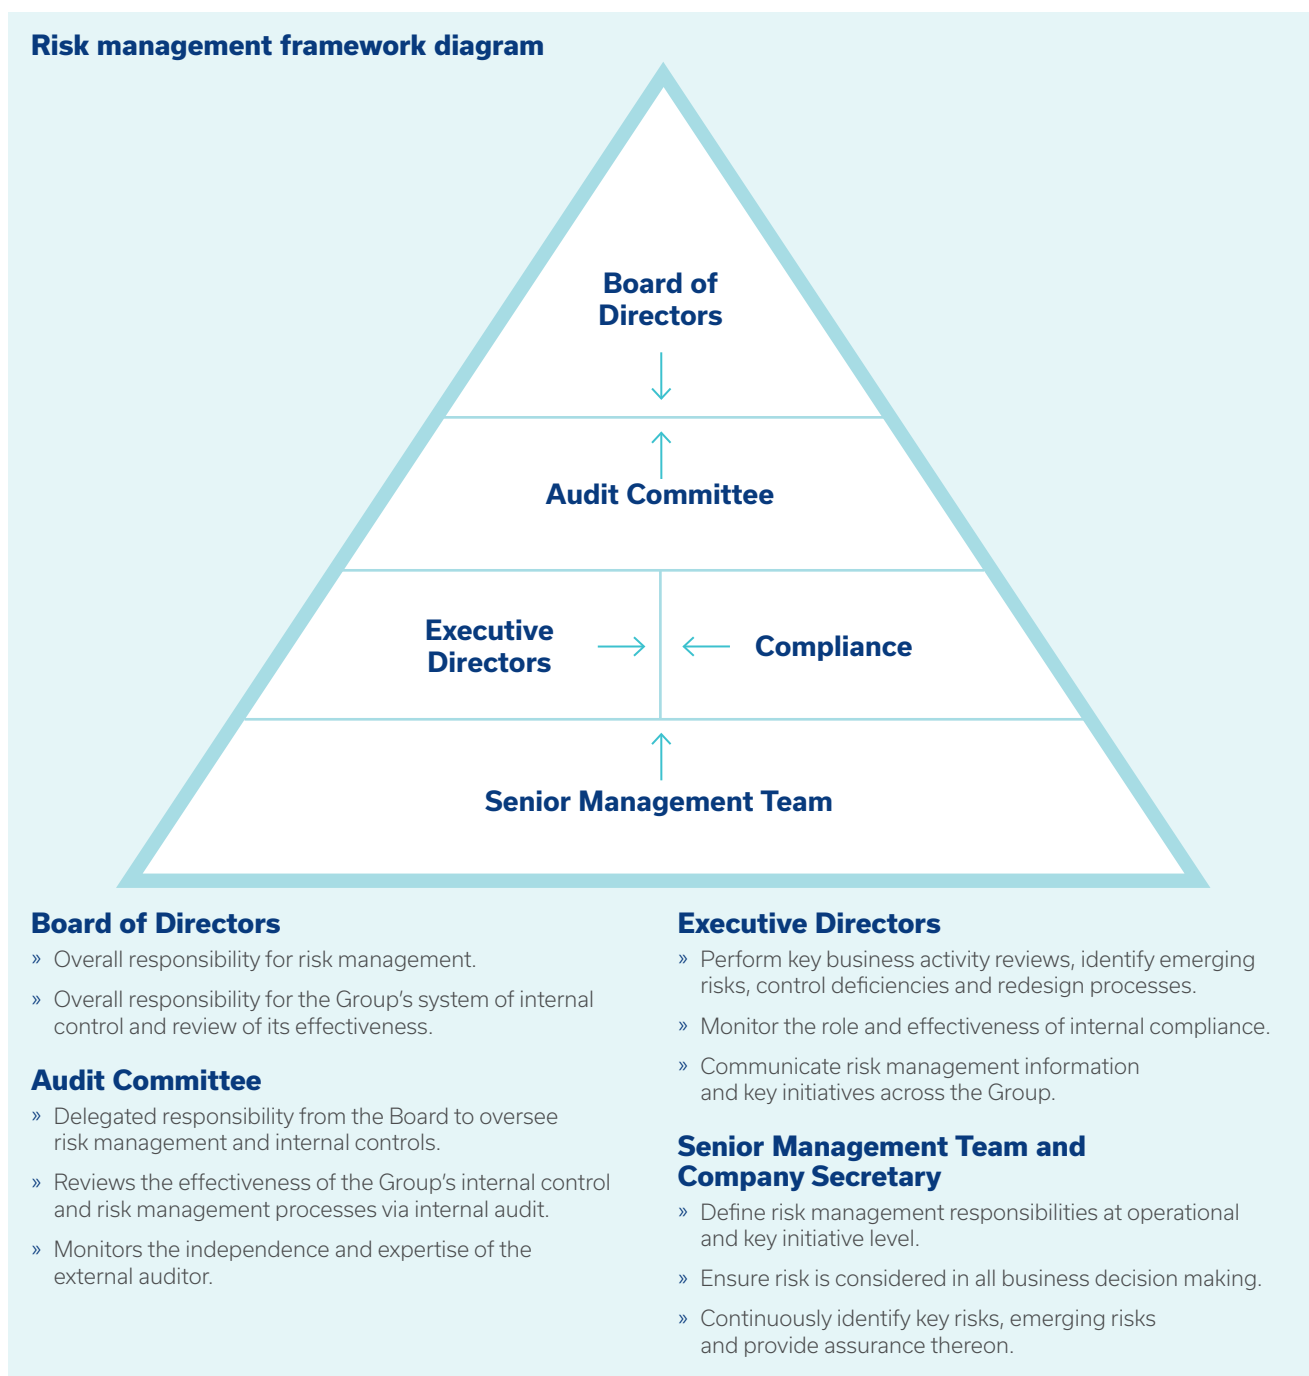 Risk management framework diagram
Board of
Directors
Audit Committee
Executive
Directors
Compliance
Senior Management Team
Board of Directors
» Overall responsibility for risk management.
» Overall responsibility for the Group’s system of internal
control and review of its effectiveness.
Audit Committee
» Delegated responsibility from the Board to oversee
risk management and internal controls.
» Reviews the effectiveness of the Group’s internal control
and risk management processes via internal audit.
» Monitors the independence and expertise of the
external auditor.
Executive Directors
» Perform key business activity reviews, identify emerging
risks, control deficiencies and redesign processes.
» Monitor the role and effectiveness of internal compliance.
» Communicate risk management information
and key initiatives across the Group.
Senior Management Team and
Company Secretary
» Define risk management responsibilities at operational
and key initiative level.
» Ensure risk is considered in all business decision making.
» Continuously identify key risks, emerging risks
and provide assurance thereon.